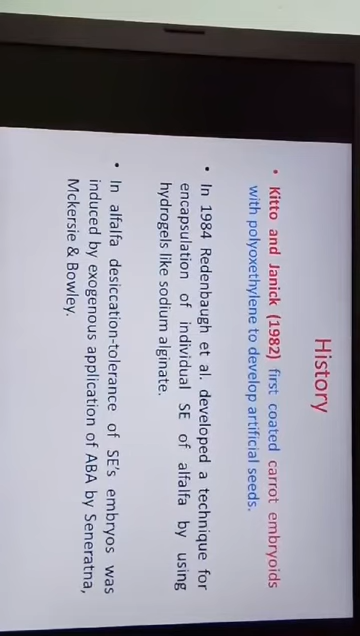 History
• Kitto and Janick (1982) first coated carrot embryoids
with polyoxethylene to develop artificial seeds.
• In 1984 Redenbaugh et al. developed a technique for
encapsulation of individual SE of alfalfa by using
hydrogels like sodium alginate.
• In alfalfa desiccation-tolerance of SE's embryos was
induced by exogenous application of ABA by Seneratna,
Mckersie & Bowley.